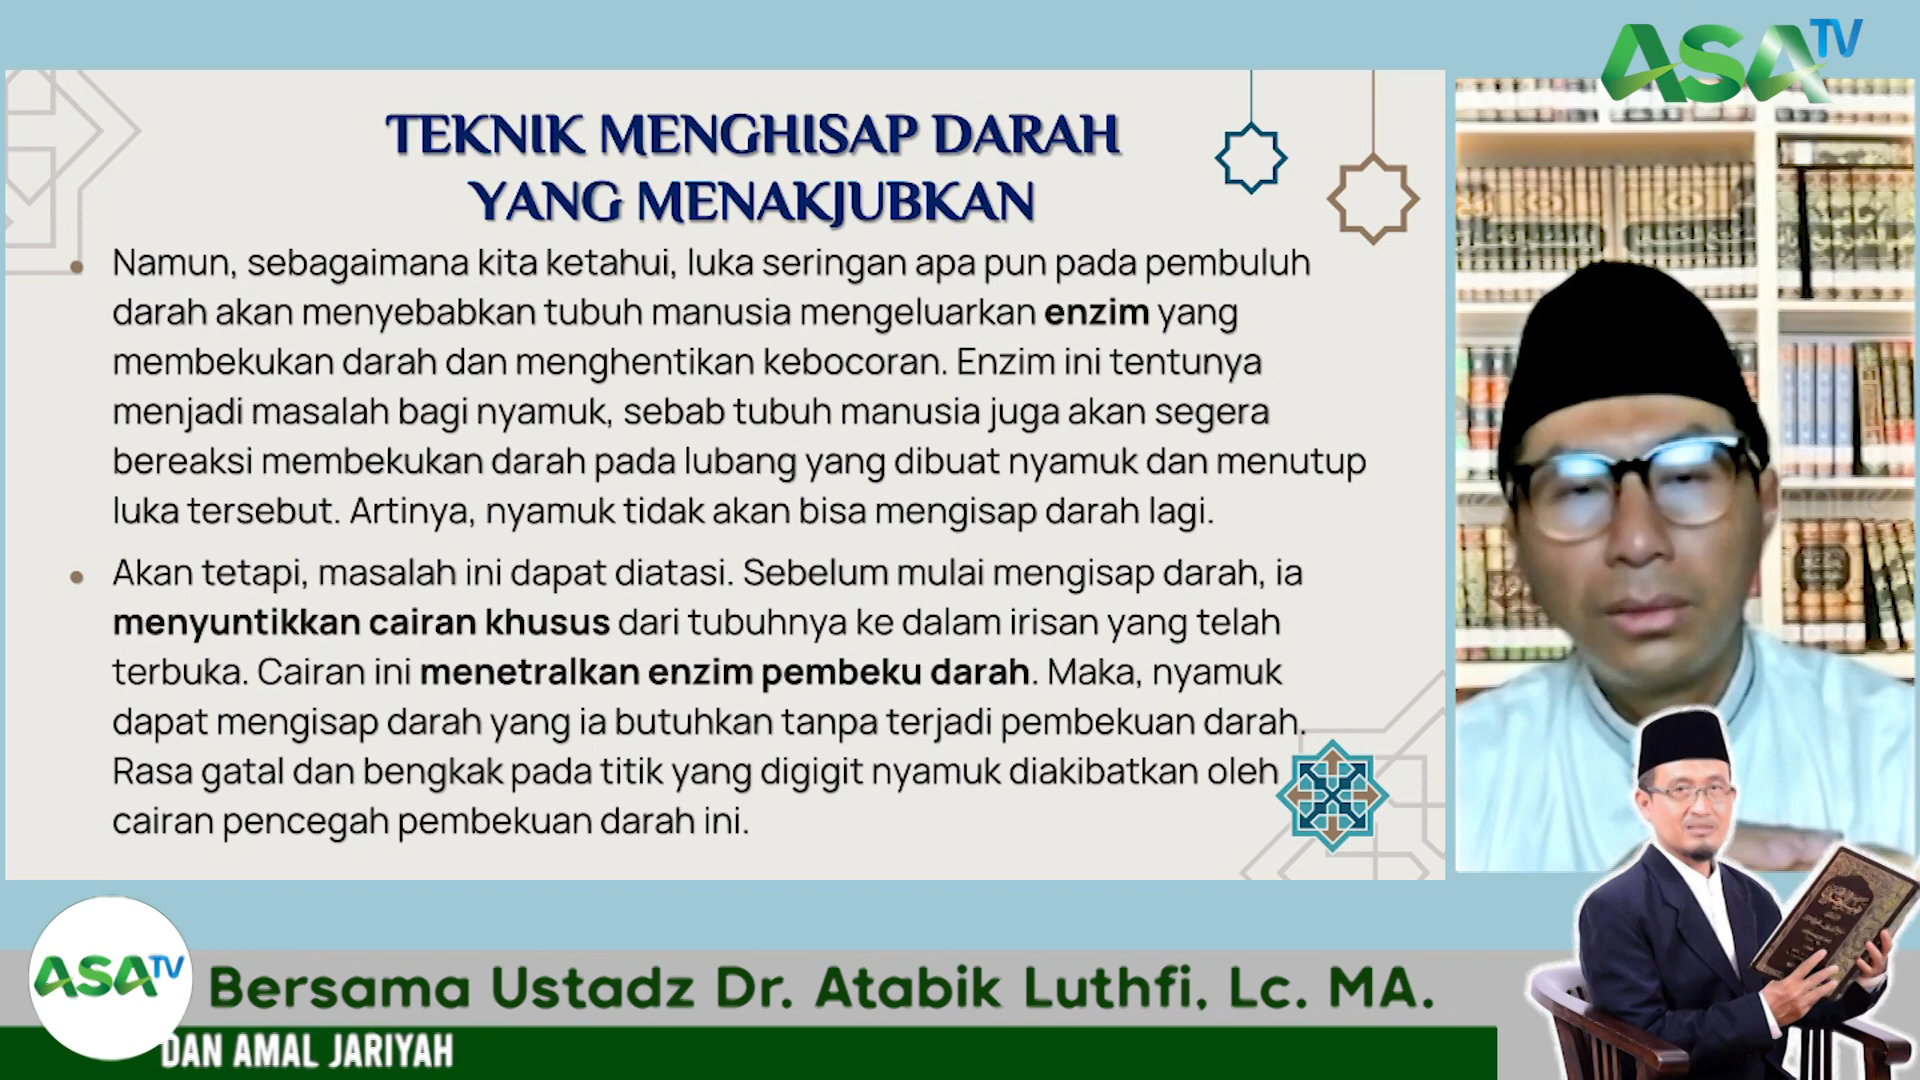 ASA TV
TEKNIK MENGHISAP DARAH
YANG MENAKJUBKAN
• Namun, sebagaimana kita ketahui, luka seringan apa pun pada pembuluh
darah akan menyebabkan tubuh manusia mengeluarkan enzim yang
membekukan darah dan menghentikan kebocoran. Enzim ini tentunya
menjadi masalah bagi nyamuk, sebab tubuh manusia juga akan segera
bereaksi membekukan darah pada lubang yang dibuat nyamuk dan menutup
luka tersebut. Artinya, nyamuk tidak akan bisa mengisap darah lagi.
• Akan tetapi, masalah ini dapat diatasi. Sebelum mulai mengisap darah, ia
menyuntikkan cairan khusus dari tubuhnya ke dalam irisan yang telah
terbuka. Cairan ini menetralkan enzim pembeku darah. Maka, nyamuk
dapat mengisap darah yang ia butuhkan tanpa terjadi pembekuan darah.
Rasa gatal dan bengkak pada titik yang digigit nyamuk diakibatkan oleh
cairan pencegah pembekuan darah ini.
ASA TV
Bersama Ustadz Dr. Atabik Luthfi, Lc. MA.
DAN AMAL JARIYAH